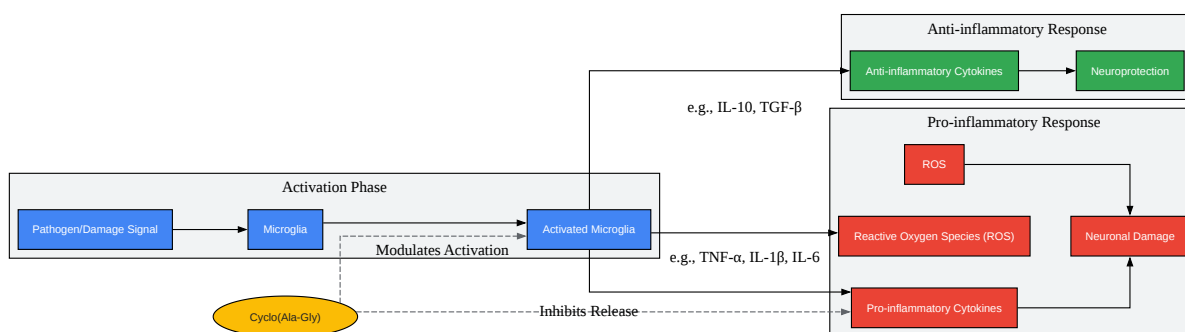 Anti-inflammatory Response
Anti-inflammatory Cytokines
Neuroprotection
e.g., IL-10, TGF-β
Pro-inflammatory Response
ROS
Activation Phase
Pathogen/Damage Signal
Microglia
Activated Microglia
Reactive Oxygen Species (ROS)
Neuronal Damage
Modulates Activation
e.g., TNF-α, IL-1β, IL-6
Cyclo(Ala-Gly)
Inhibits Release
Pro-inflammatory Cytokines